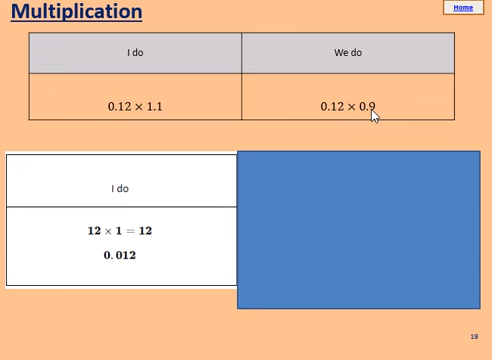 Multiplication
Home
I do
We do
0.12 × 1.1
0.12 × 0.9
I do
12 × 1 = 12
0.012
19